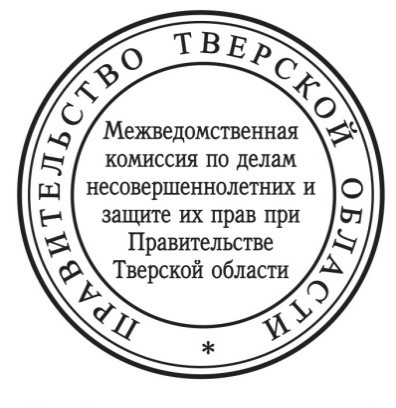 ПРАВИТЕЛЬСТВО ТВЕРСКОЙ ОБЛАСТИ
*
Межведомственная
комиссия по делам
несовершеннолетних и
защите их прав при
Правительстве
Тверской области